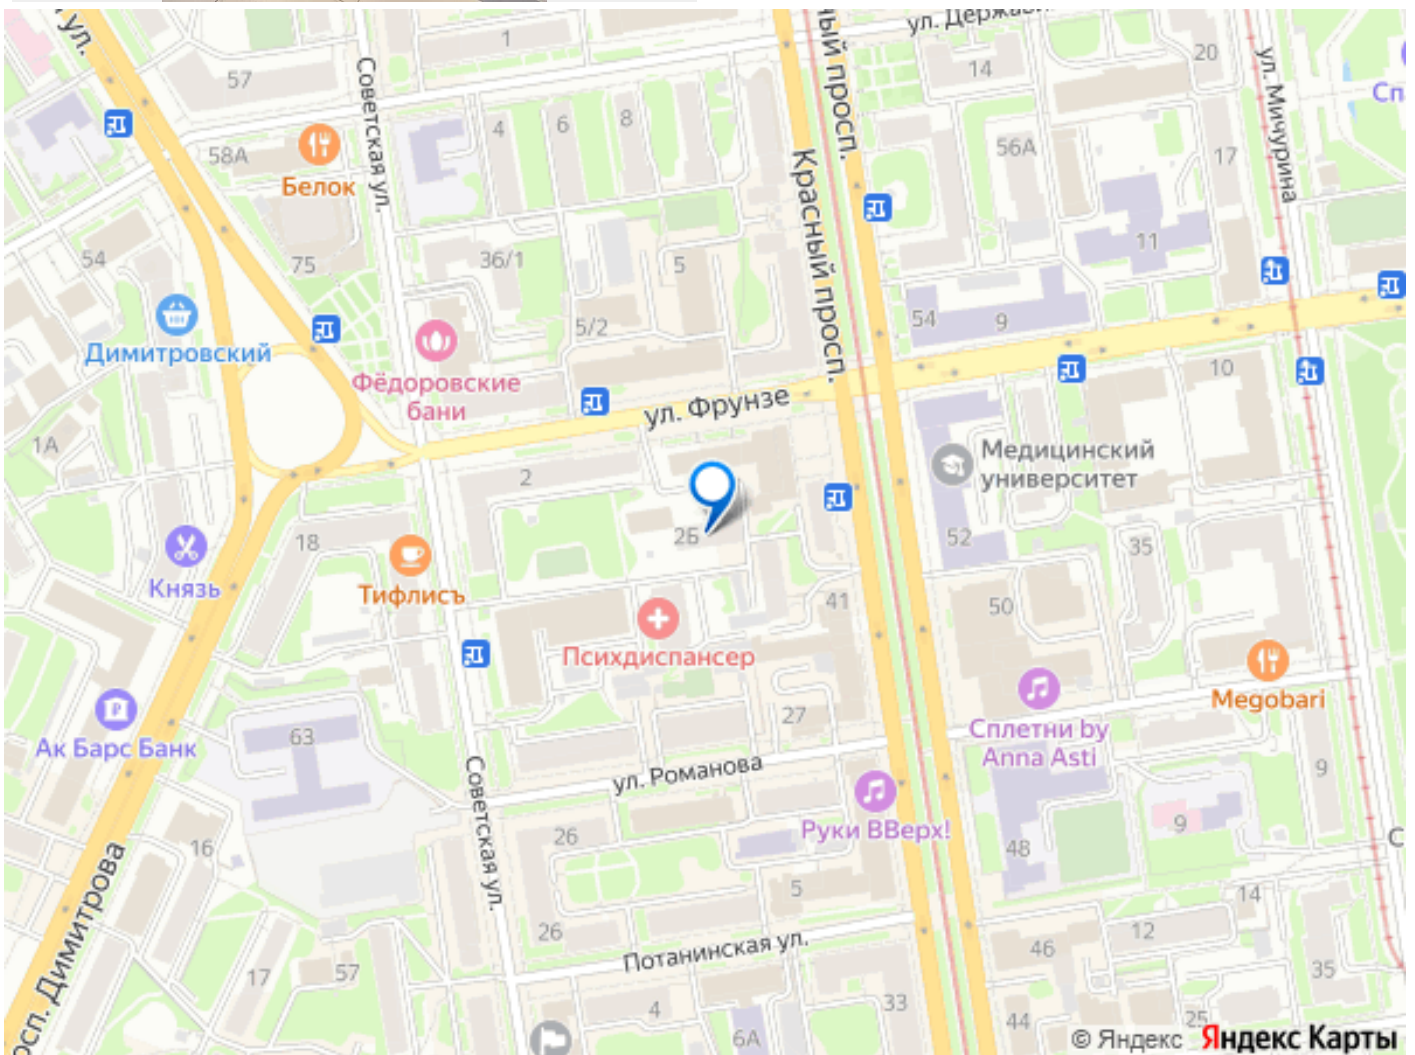 ул.
ул. Держави
ный просп.
1
57
Советская ул.
14
20
ул. Мичурина
Сп
4
6
8
58А
Белок
56А
17
Красный просп.
11
54
75
36/1
5
5/2
54
9
Димитровский
Фёдоровские
бани
10
ул. Фрунзе
1А
2
Медицинский
университет
2Б
18
52
35
Князь
Тифлисъ
41
50
Психдиспансер
Megobari
27
Сплетни by
Anna Asti
Ак Барс Банк
63
ул. Романова
9
Советская ул.
Руки ВВерх!
9
26
16
48
С
5
14
26
12
Потанинская ул.
46
17
57
35
4
33
44
25
6А
осп. Димитрова
© Яндекс Яндекс Карты